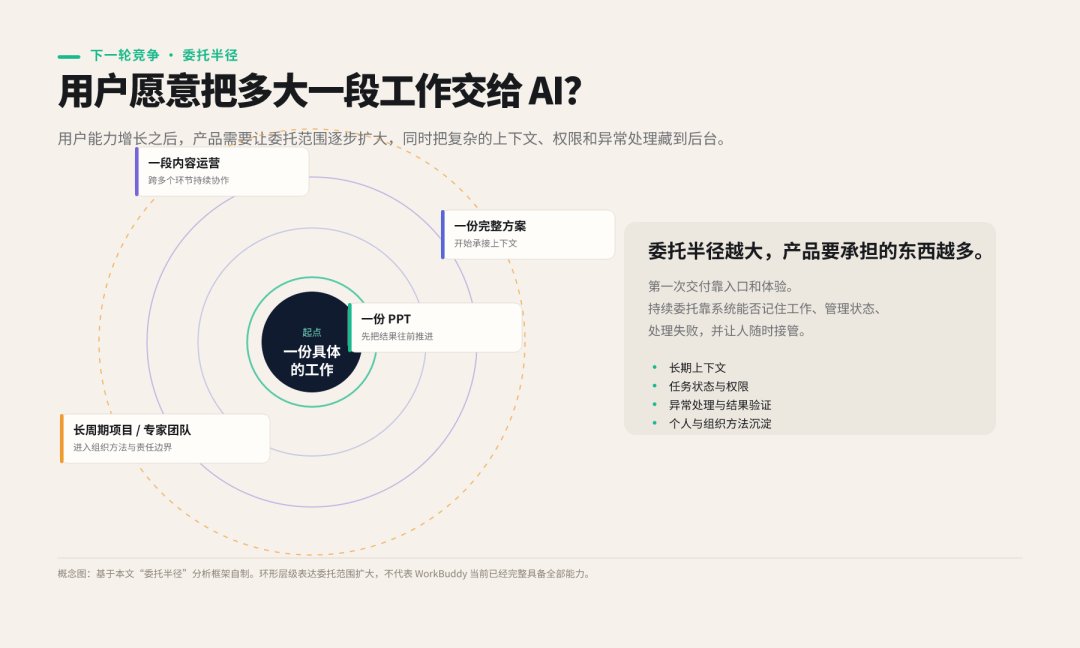 下一轮竞争 · 委托半径
用户愿意把多大一段工作交给 AI？
用户能力增长之后，产品需要让委托范围逐步扩大，同时把复杂的上下文、权限和异常处理藏到后台。
一段内容运营
跨多个环节持续协作
一份完整方案
开始承接上下文
一份 PPT
先把结果往前推进
起点
一份具体
的工作
长周期项目 / 专家团队
进入组织方法与责任边界
委托半径越大，产品要承担的东西越多。
第一次交付靠入口和体验。
持续委托靠系统能否记住工作、管理状态、
处理失败，并让人随时接管。
• 长期上下文
• 任务状态与权限
• 异常处理与结果验证
• 个人与组织方法沉淀
概念图：基于本文“委托半径”分析框架自制。环形层级表达委托范围扩大，不代表 WorkBuddy 当前已经完整具备全部能力。